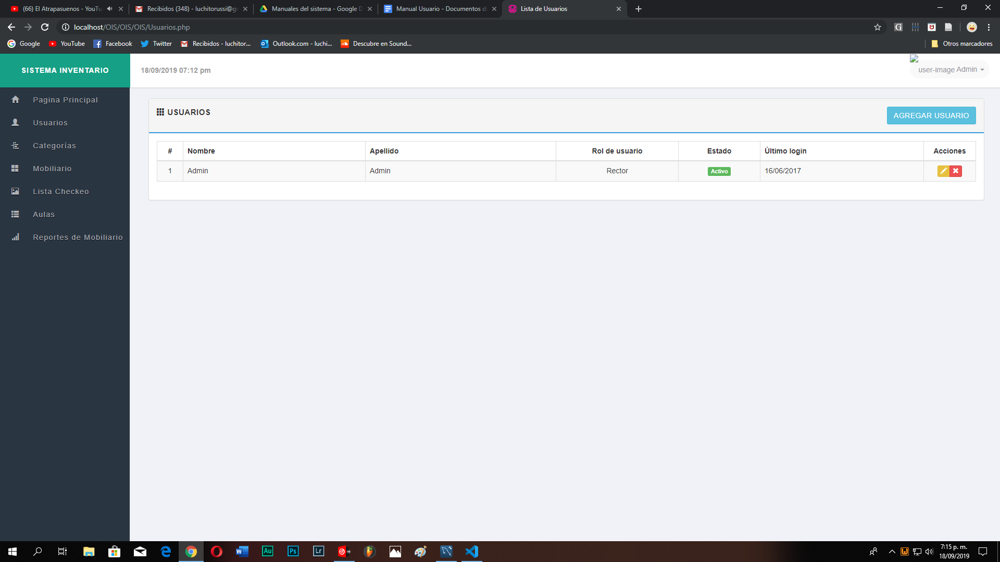 (66) El Atrapasuenos - YouTu
Recibidos (348) - luchitorussi@g
Manuales del sistema - Google D
Manual Usuario - Documentos d
Lista de Usuarios
localhost/OIS/OIS/OIS/Usuarios.php
Google
YouTube
Facebook
Twitter
Recibidos - luchitor...
Outlook.com - luchi...
Descubre en Sound...
Otros marcadores
SISTEMA INVENTARIO
18/09/2019 07:12 pm
user-image Admin
Pagina Principal
Usuarios
Categorías
Mobiliario
Lista Checkeo
Aulas
Reportes de Mobiliario
USUARIOS
AGREGAR USUARIO
# Nombre Apellido Rol de usuario Estado Último login Acciones
1 Admin Admin Rector Activo 16/06/2017
Au
Ps
Lr
7:15 p. m.
18/09/2019